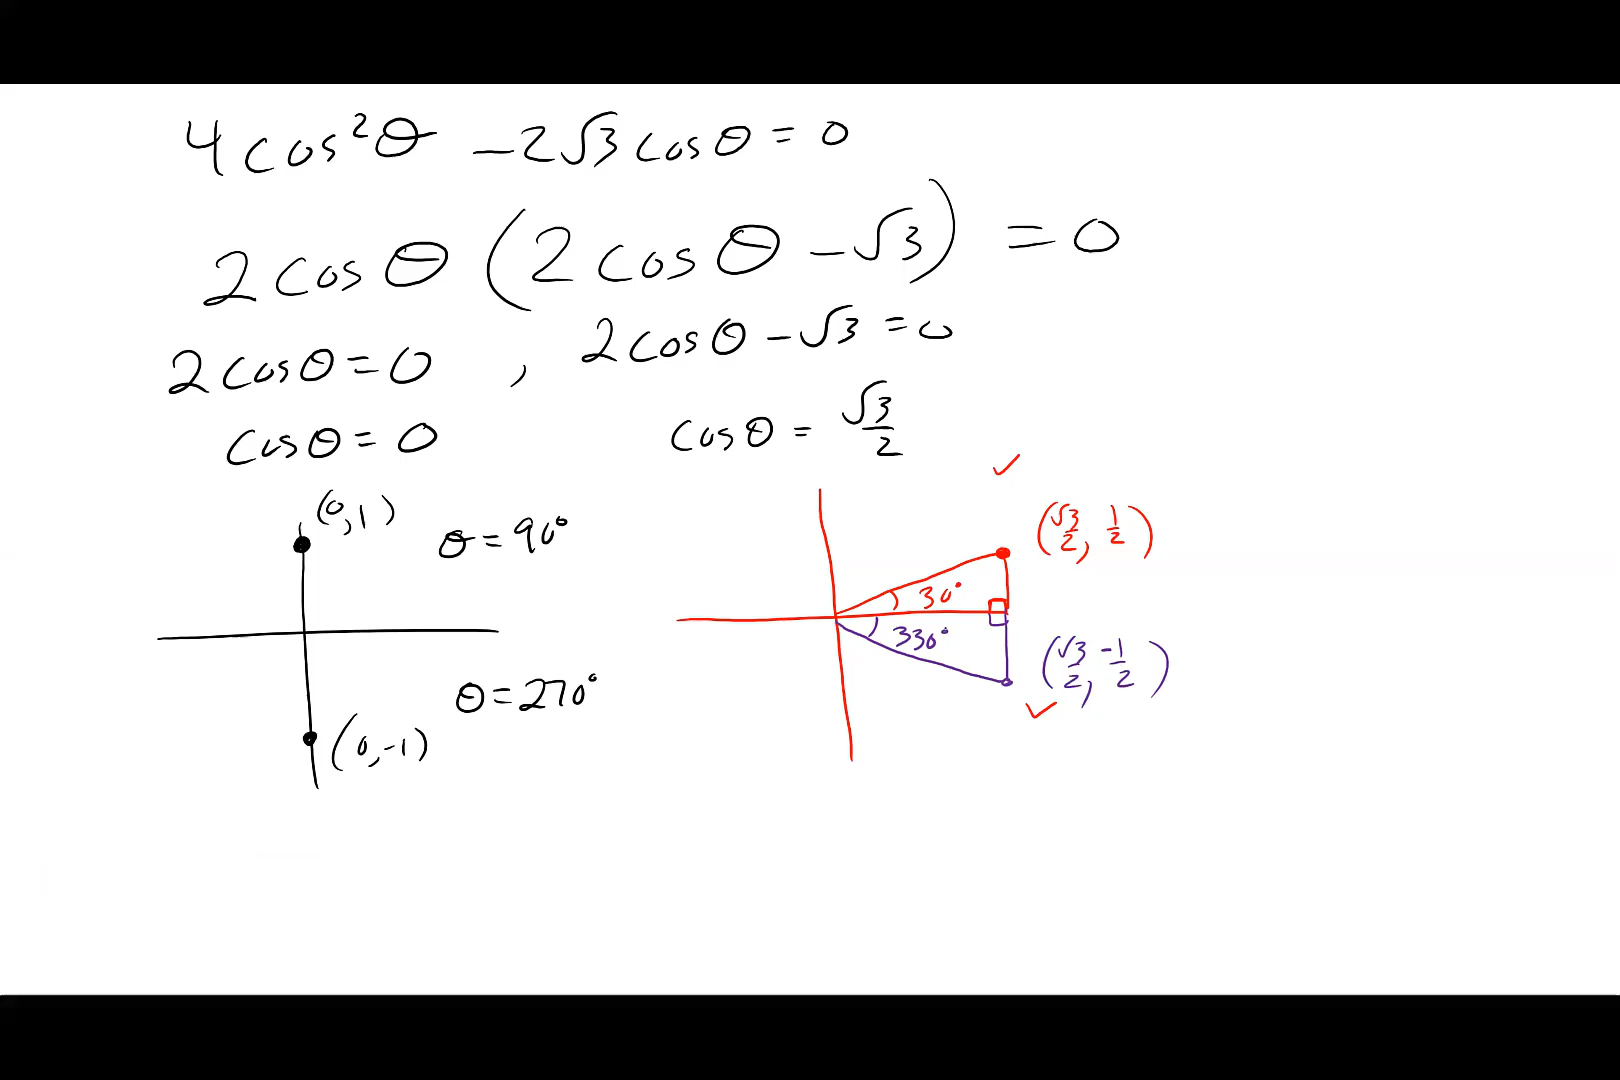 4cos²θ - 2√3 cosθ = 0
2cosθ (2cosθ - √3) = 0
2cosθ = 0 , 2cosθ - √3 = 0
cosθ = 0 cosθ = √3/2
(0,1) θ = 90° (√3/2, 1/2)
30°
330° (√3/2, -1/2)
θ = 270°
(0,-1)